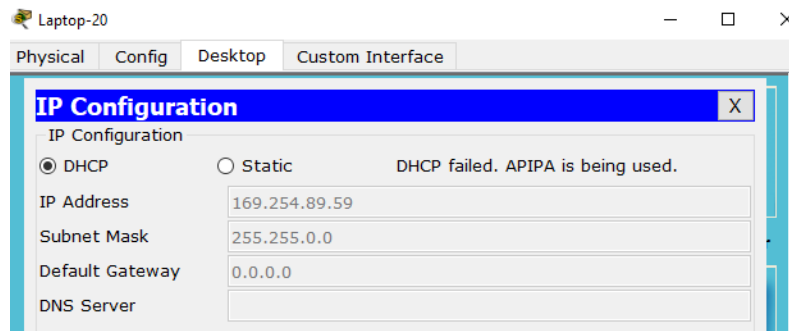 Laptop-20
Physical Config Desktop Custom Interface
IP Configuration X
IP Configuration
DHCP Static DHCP failed. APIPA is being used.
IP Address 169.254.89.59
Subnet Mask 255.255.0.0
Default Gateway 0.0.0.0
DNS Server